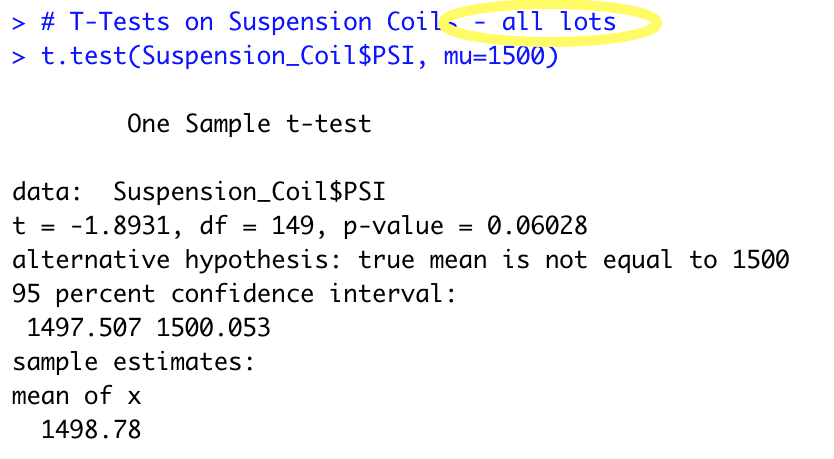 > # T-Tests on Suspension Coils - all lots
> t.test(Suspension_Coil$PSI, mu=1500)
One Sample t-test
data:  Suspension_Coil$PSI
t = -1.8931, df = 149, p-value = 0.06028
alternative hypothesis: true mean is not equal to 1500
95 percent confidence interval:
 1497.507 1500.053
sample estimates:
mean of x
  1498.78